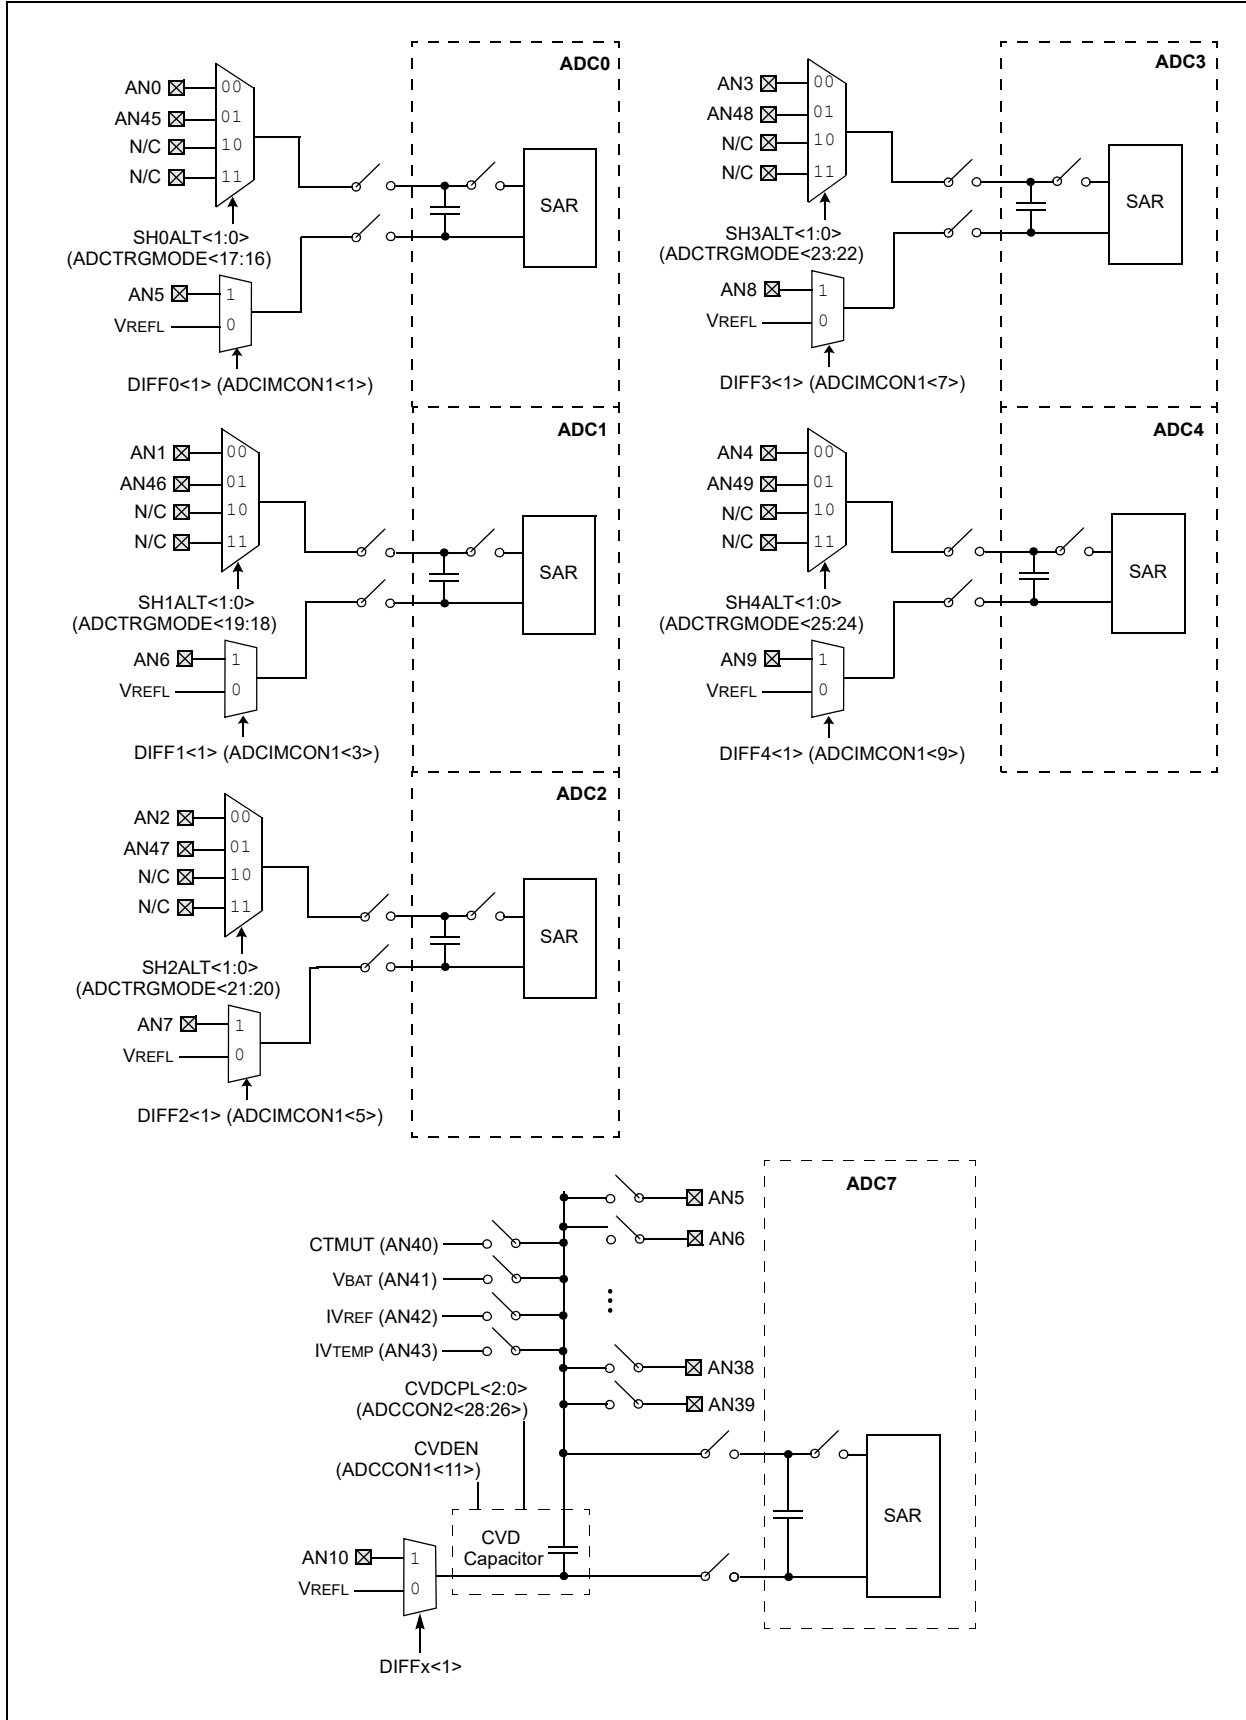 ADC0
AN0
00
AN45
01
N/C
10
N/C
11
SAR
SH0ALT<1:0>
(ADCTRGMODE<17:16)
AN5
1
VREFL
0
DIFF0<1> (ADCIMCON1<1>)
ADC3
AN3
00
AN48
01
N/C
10
N/C
11
SAR
SH3ALT<1:0>
(ADCTRGMODE<23:22)
AN8
1
VREFL
0
DIFF3<1> (ADCIMCON1<7>)
ADC1
AN1
00
AN46
01
N/C
10
N/C
11
SAR
SH1ALT<1:0>
(ADCTRGMODE<19:18)
AN6
1
VREFL
0
DIFF1<1> (ADCIMCON1<3>)
ADC4
AN4
00
AN49
01
N/C
10
N/C
11
SAR
SH4ALT<1:0>
(ADCTRGMODE<25:24)
AN9
1
VREFL
0
DIFF4<1> (ADCIMCON1<9>)
ADC2
AN2
00
AN47
01
N/C
10
N/C
11
SAR
SH2ALT<1:0>
(ADCTRGMODE<21:20)
AN7
1
VREFL
0
DIFF2<1> (ADCIMCON1<5>)
ADC7
AN5
AN6
CTMUT (AN40)
VBAT (AN41)
IVREF (AN42)
IVTEMP (AN43)
AN38
AN39
CVDCPL<2:0>
(ADCCON2<28:26>)
CVDEN
(ADCCON1<11>)
SAR
CVD
Capacitor
AN10
1
VREFL
0
DIFFx<1>